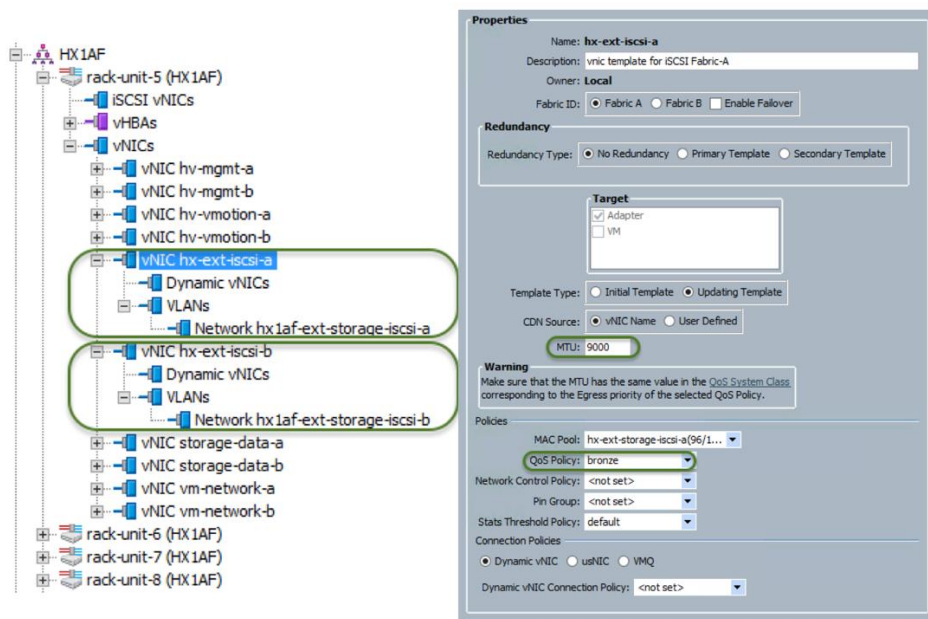 HX1AF
rack-unit-5 (HX1AF)
iSCSI vNICs
vHBAs
vNICs
vNIC hv-mgmt-a
vNIC hv-mgmt-b
vNIC hv-vmotion-a
vNIC hv-vmotion-b
vNIC hx-ext-iscsi-a
Dynamic vNICs
VLANs
Network hx1af-ext-storage-iscsi-a
vNIC hx-ext-iscsi-b
Dynamic vNICs
VLANs
Network hx1af-ext-storage-iscsi-b
vNIC storage-data-a
vNIC storage-data-b
vNIC vm-network-a
vNIC vm-network-b
rack-unit-6 (HX1AF)
rack-unit-7 (HX1AF)
rack-unit-8 (HX1AF)
Properties
Name: hx-ext-iscsi-a
Description: vnic template for iSCSI Fabric-A
Owner: Local
Fabric ID: Fabric A Fabric B Enable Failover
Redundancy
Redundancy Type: No Redundancy Primary Template Secondary Template
Target
Adapter
VM
Template Type: Initial Template Updating Template
CDN Source: vNIC Name User Defined
MTU: 9000
Warning
Make sure that the MTU has the same value in the QoS System Class
corresponding to the Egress priority of the selected QoS Policy.
Policies
MAC Pool: hx-ext-storage-iscsi-a(96/1...
QoS Policy: bronze
Network Control Policy: <not set>
Pin Group: <not set>
Stats Threshold Policy: default
Connection Policies
Dynamic vNIC usNIC VMQ
Dynamic vNIC Connection Policy: <not set>